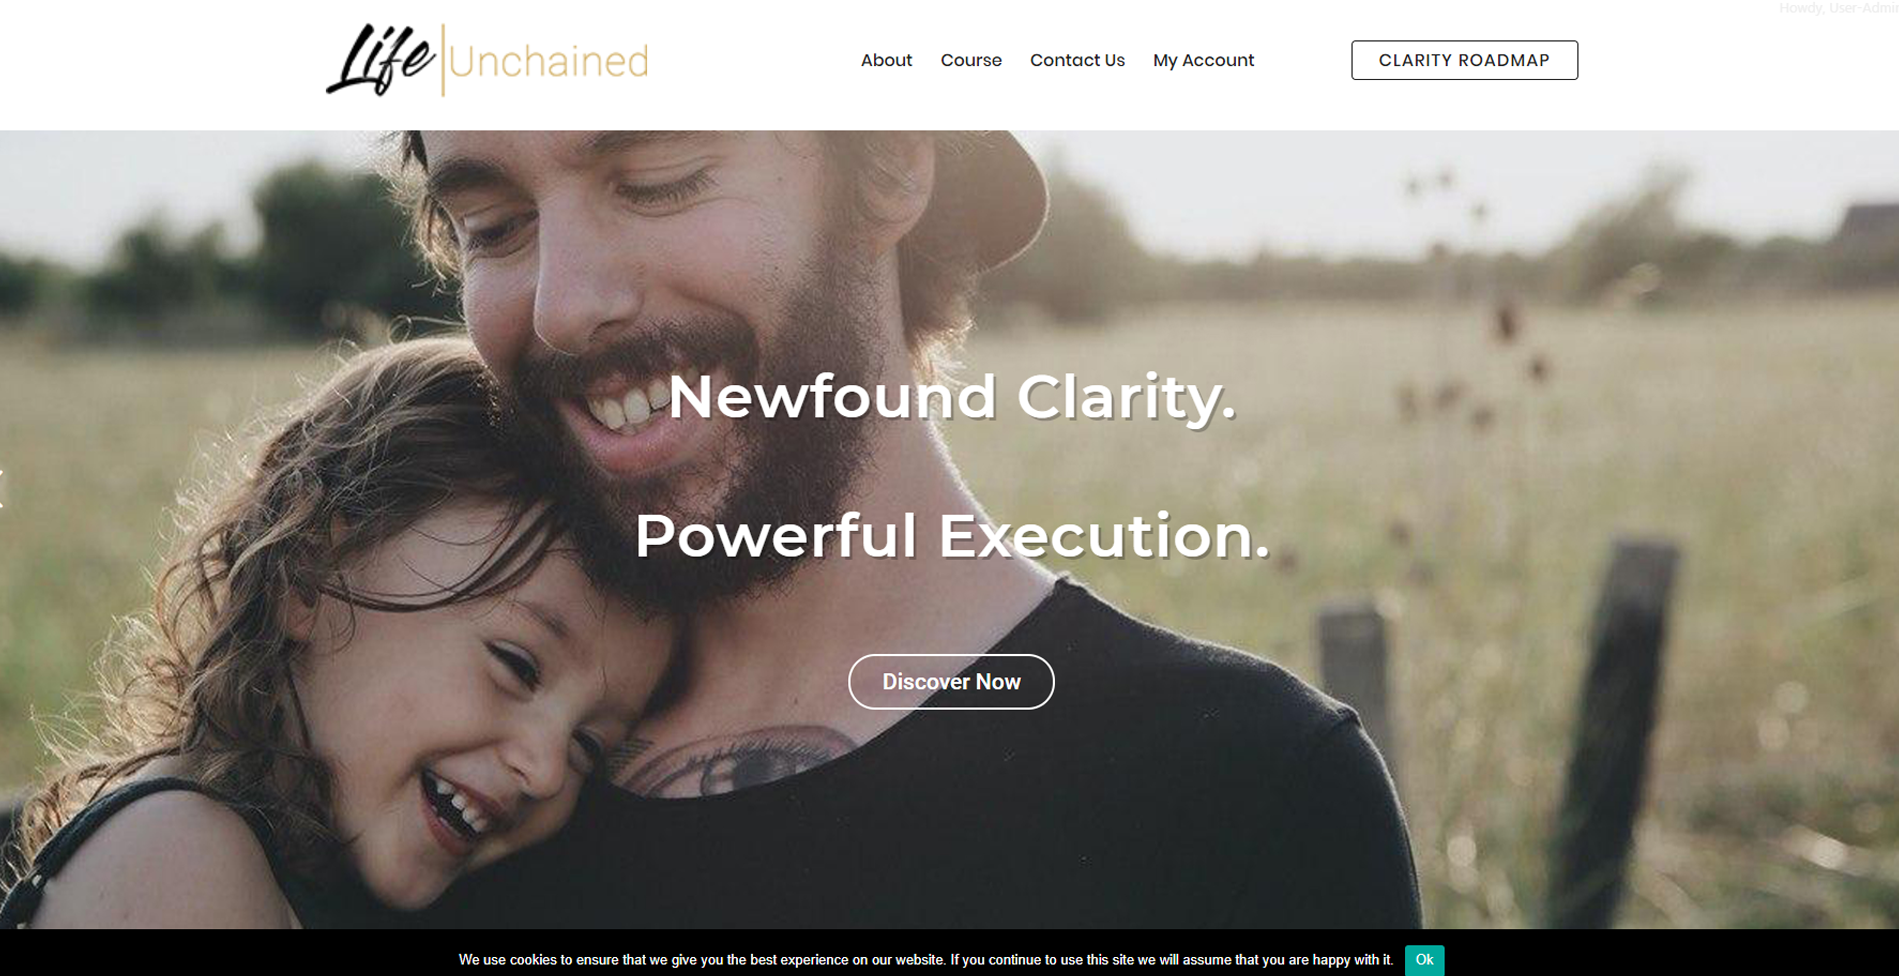 Howdy, User-Admin
Life Unchained
About Course Contact Us My Account
CLARITY ROADMAP
Newfound Clarity.
Powerful Execution.
Discover Now
We use cookies to ensure that we give you the best experience on our website. If you continue to use this site we will assume that you are happy with it. Ok